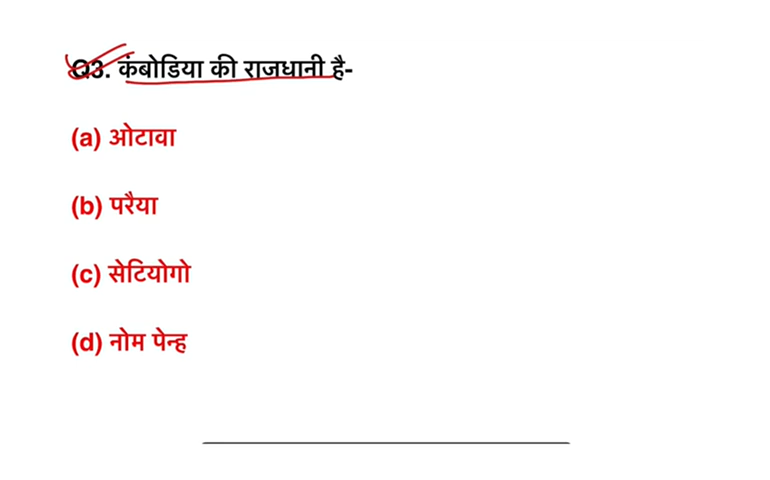 Q3. कंबोडिया की राजधानी है-
(a) ओटावा
(b) परैया
(c) सेटियोगो
(d) नोम पेन्ह